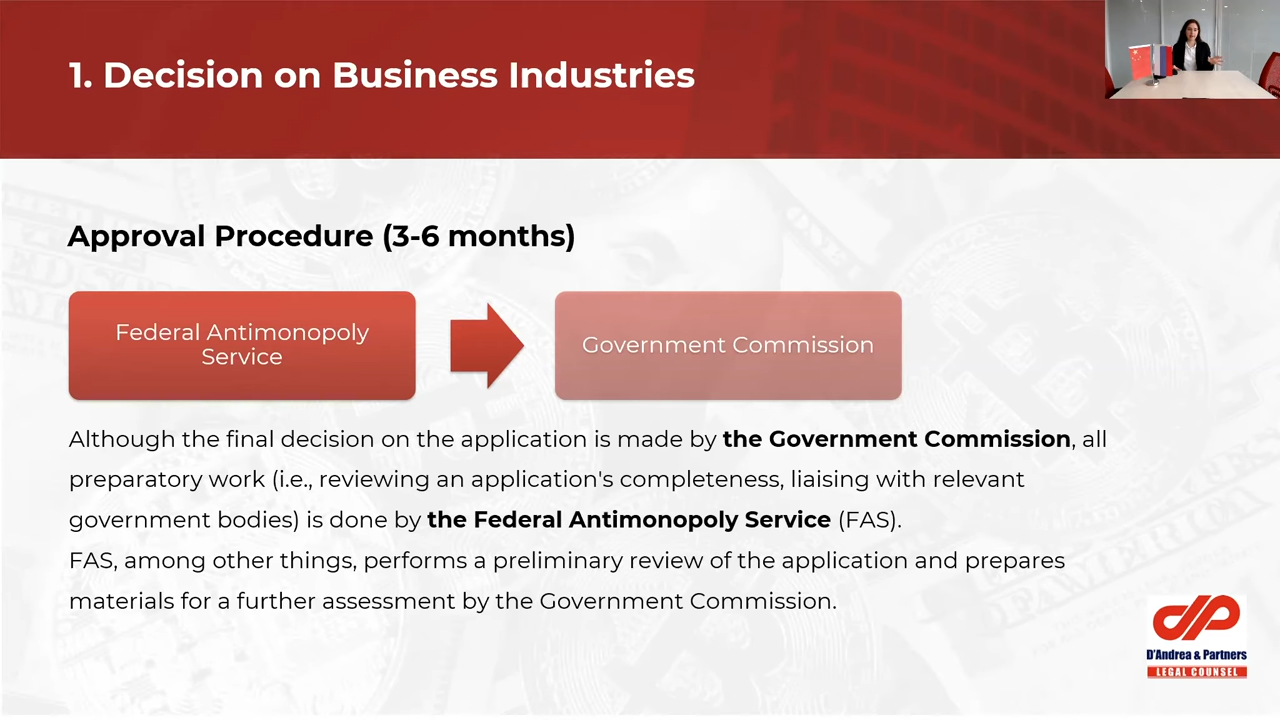 1. Decision on Business Industries
Approval Procedure (3-6 months)
Federal Antimonopoly
Service
Government Commission
Although the final decision on the application is made by the Government Commission, all
preparatory work (i.e., reviewing an application's completeness, liaising with relevant
government bodies) is done by the Federal Antimonopoly Service (FAS).
FAS, among other things, performs a preliminary review of the application and prepares
materials for a further assessment by the Government Commission.
D'Andrea & Partners
LEGAL COUNSEL